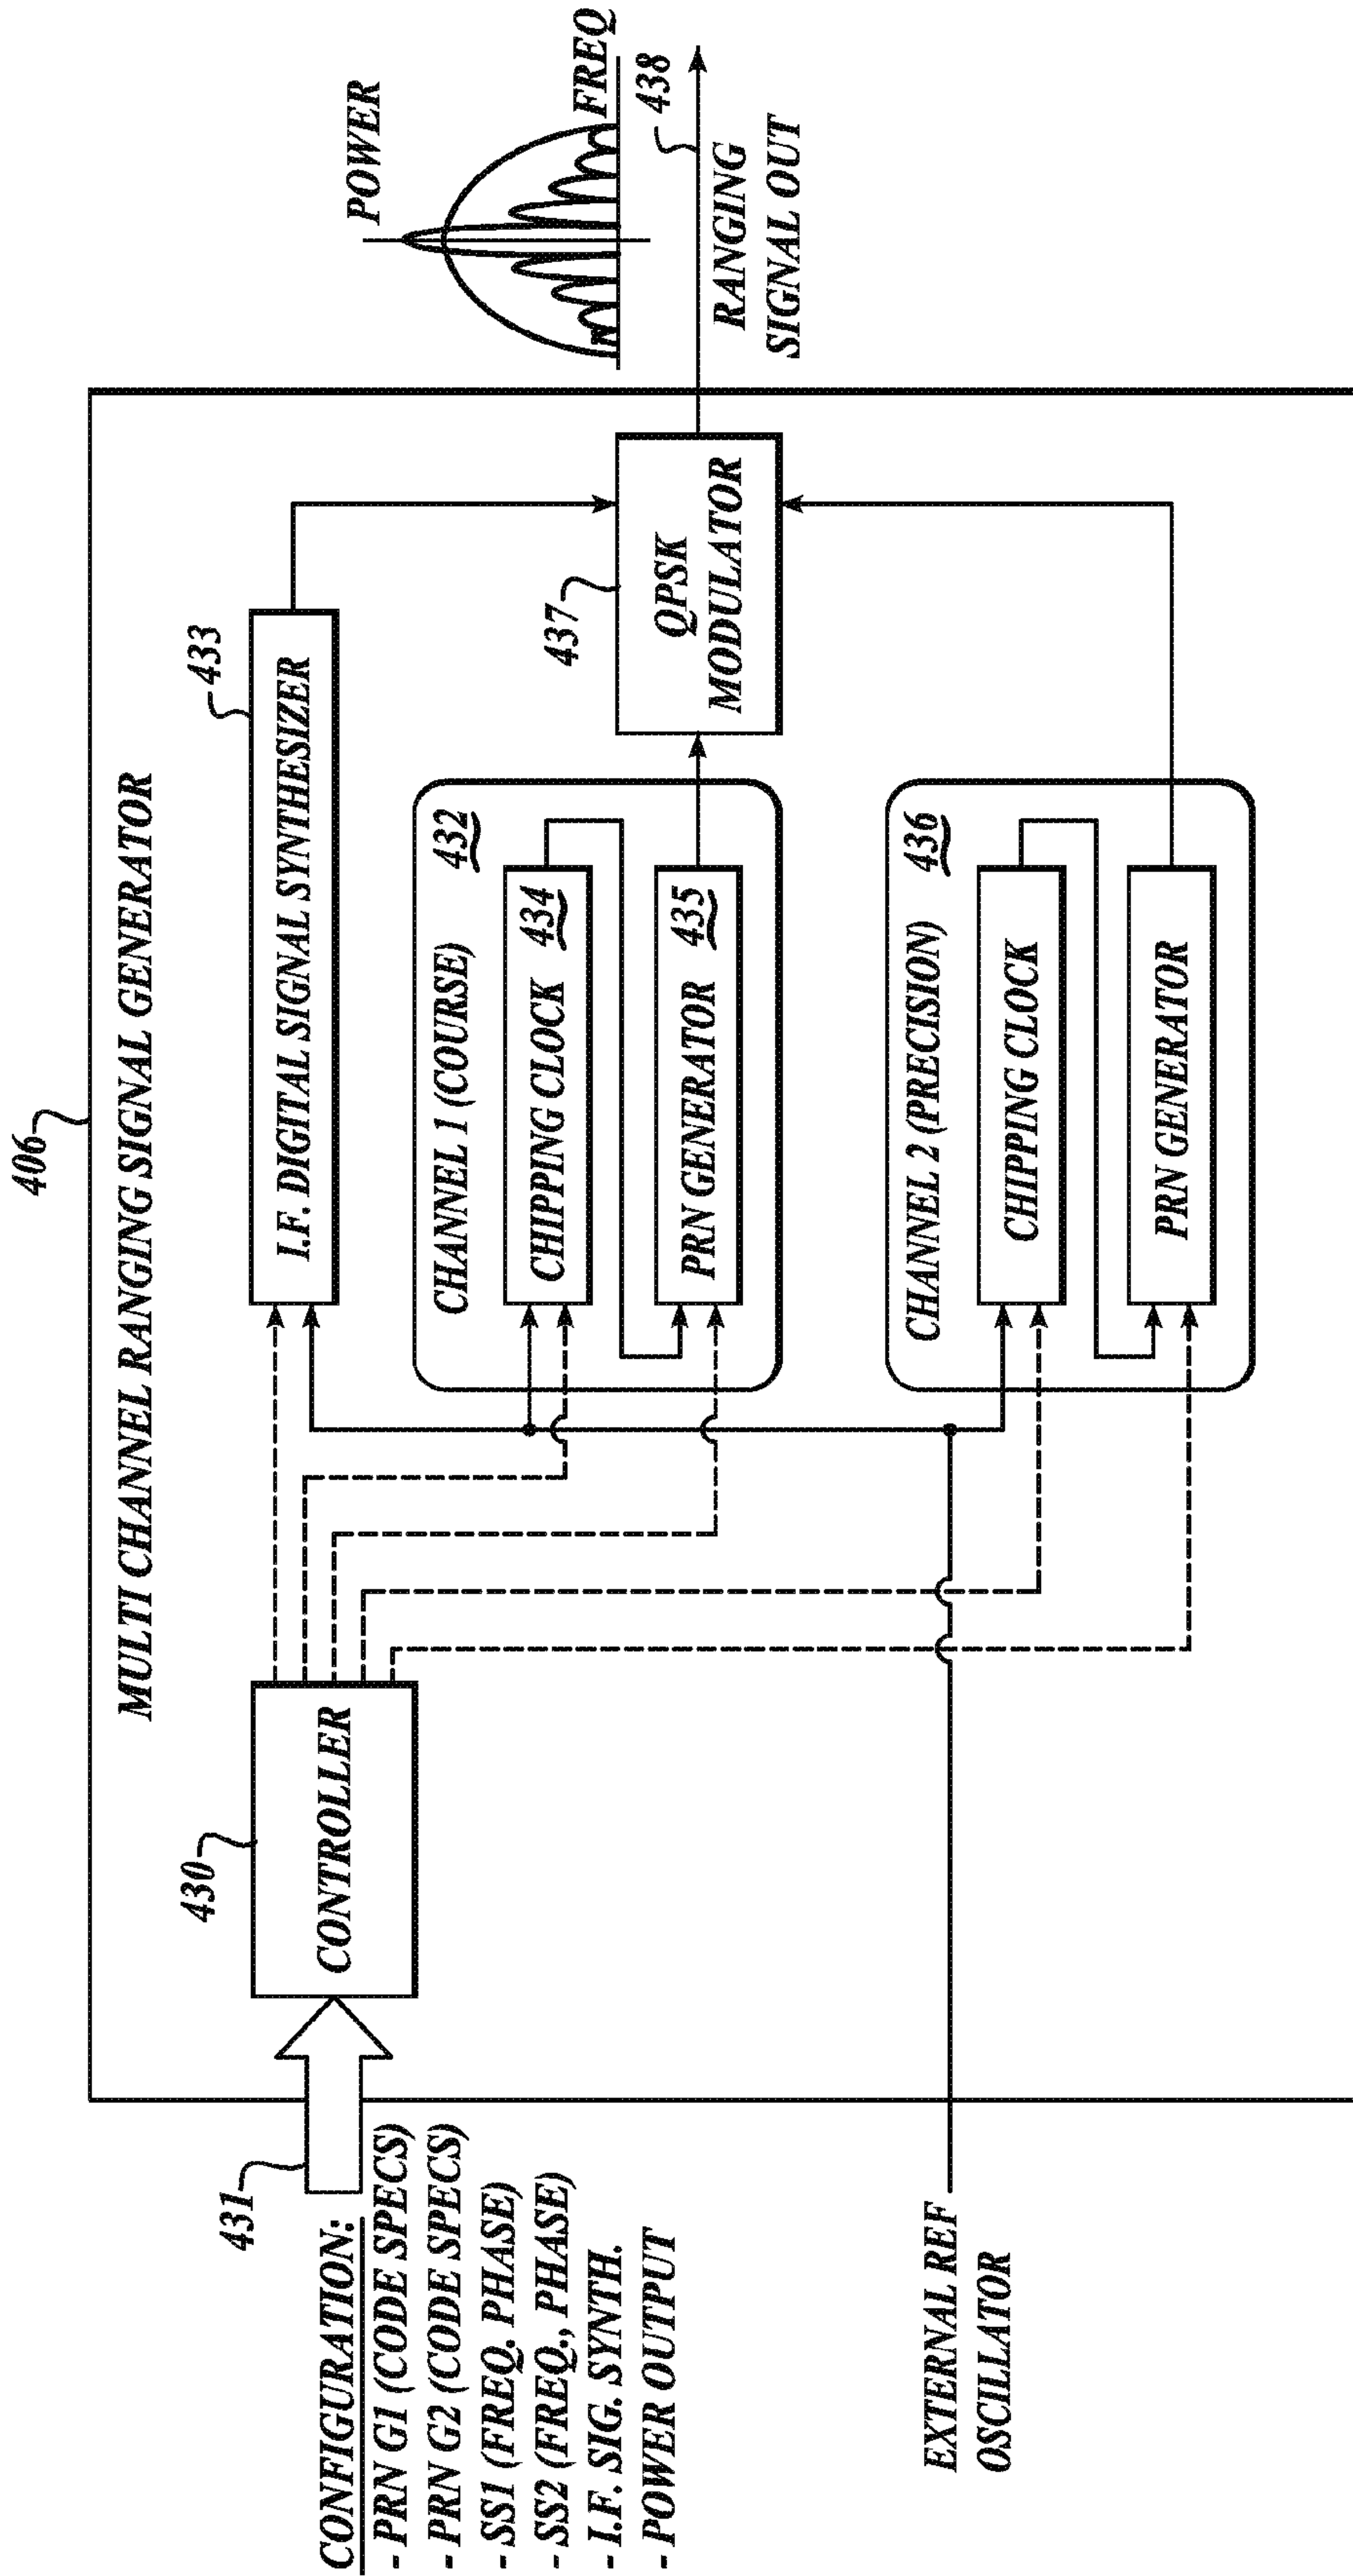 406
MULTI CHANNEL RANGING SIGNAL GENERATOR
431
CONFIGURATION:
- PRN G1 (CODE SPECS)
- PRN G2 (CODE SPECS)
- SS1 (FREQ. PHASE)
- SS2 (FREQ., PHASE)
- I.F. SIG. SYNTH.
- POWER OUTPUT
EXTERNAL REF
OSCILLATOR
430
CONTROLLER
433
I.F. DIGITAL SIGNAL SYNTHESIZER
CHANNEL 1 (COURSE) 432
CHIPPING CLOCK 434
PRN GENERATOR 435
CHANNEL 2 (PRECISION) 436
CHIPPING CLOCK
PRN GENERATOR
437
QPSK
MODULATOR
POWER
FREQ
438
RANGING
SIGNAL OUT